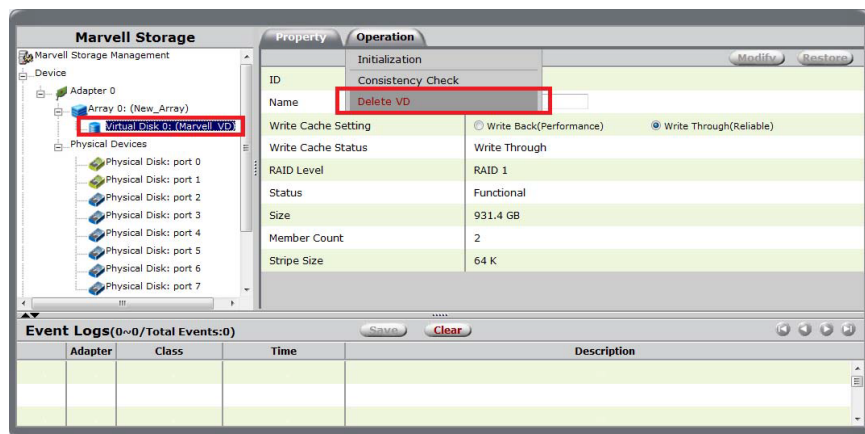 Marvell Storage
Property
Operation
Marvell Storage Management
Device
Adapter 0
Array 0: (New_Array)
Virtual Disk 0: (Marvell_VD)
Physical Devices
Physical Disk: port 0
Physical Disk: port 1
Physical Disk: port 2
Physical Disk: port 3
Physical Disk: port 4
Physical Disk: port 5
Physical Disk: port 6
Physical Disk: port 7
Initialization
Consistency Check
Delete VD
Modify
Restore
ID
Name
Write Cache Setting Write Back(Performance) Write Through(Reliable)
Write Cache Status Write Through
RAID Level RAID 1
Status Functional
Size 931.4 GB
Member Count 2
Stripe Size 64 K
Event Logs(0~0/Total Events:0) Save Clear
Adapter Class Time Description